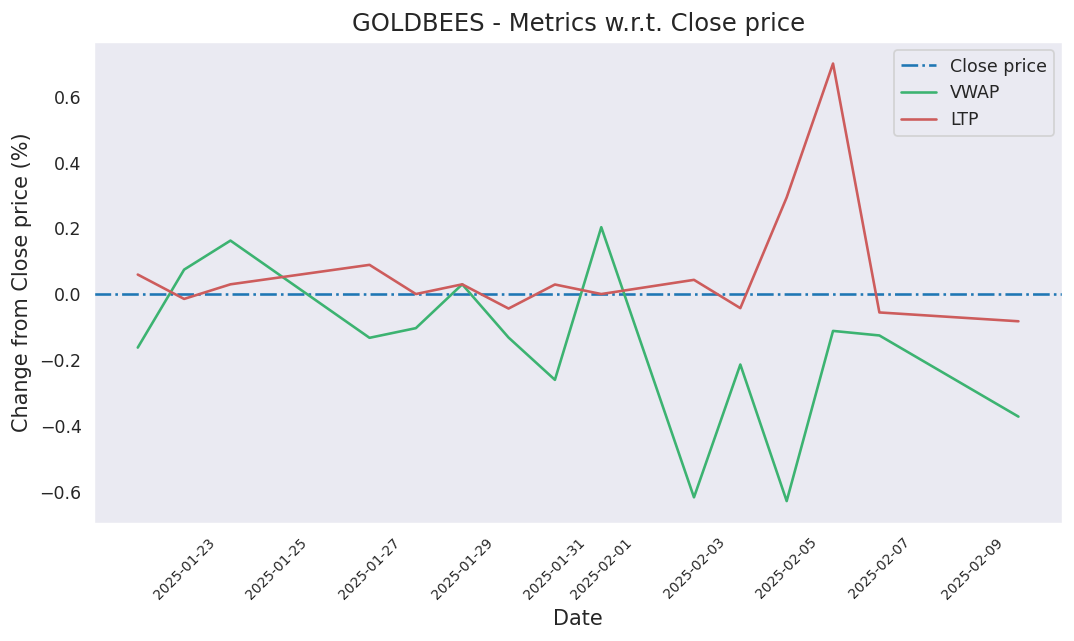 GOLDBEES - Metrics w.r.t. Close price
Close price
VWAP
LTP
Change from Close price (%)
0.6
0.4
0.2
0.0
−0.2
−0.4
−0.6
2025-01-23
2025-01-25
2025-01-27
2025-01-29
2025-01-31
2025-02-01
2025-02-03
2025-02-05
2025-02-07
2025-02-09
Date